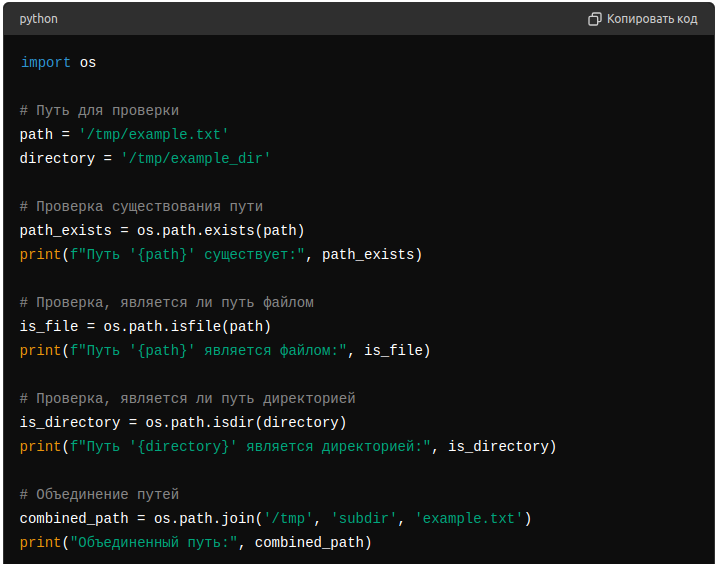 python
Копировать код
import os
# Путь для проверки
path = '/tmp/example.txt'
directory = '/tmp/example_dir'
# Проверка существования пути
path_exists = os.path.exists(path)
print(f"Путь '{path}' существует:", path_exists)
# Проверка, является ли путь файлом
is_file = os.path.isfile(path)
print(f"Путь '{path}' является файлом:", is_file)
# Проверка, является ли путь директорией
is_directory = os.path.isdir(directory)
print(f"Путь '{directory}' является директорией:", is_directory)
# Объединение путей
combined_path = os.path.join('/tmp', 'subdir', 'example.txt')
print("Объединенный путь:", combined_path)